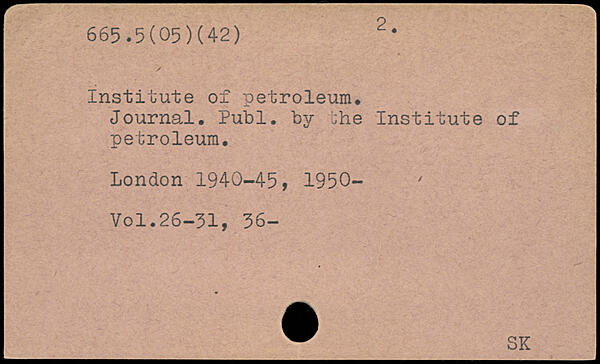 665.5(05)(42) 2.
Institute of petroleum.
Journal. Publ. by the Institute of
petroleum.
London 1940-45, 1950-
Vol.26-31, 36-
SK